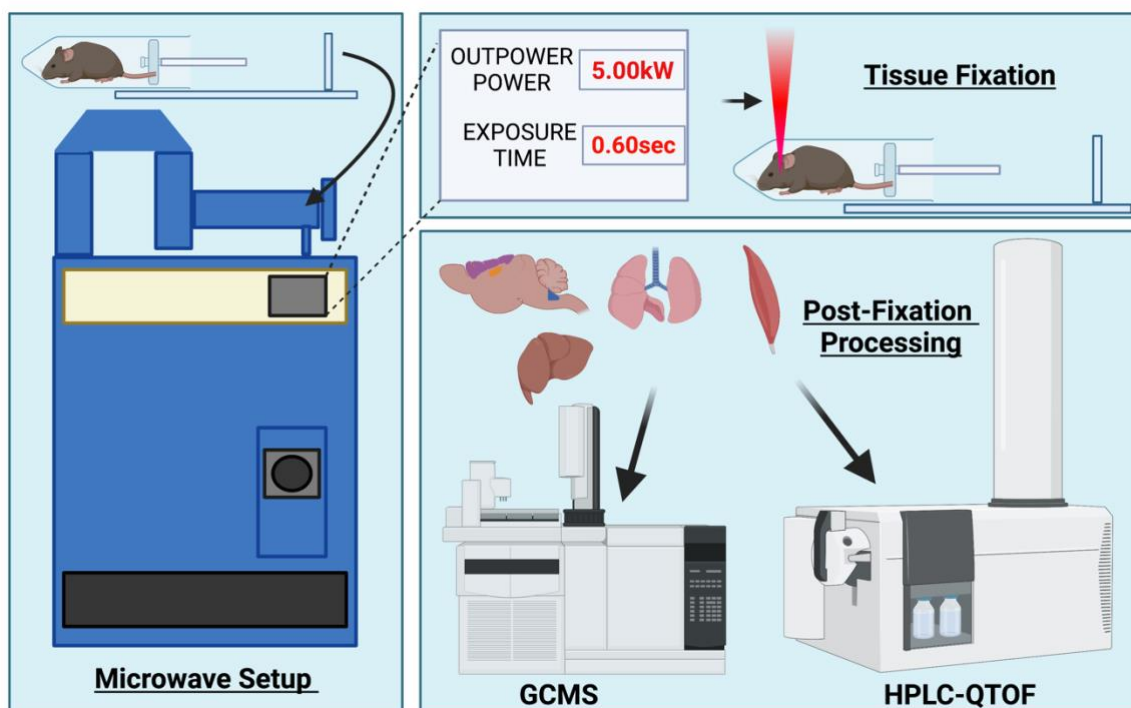 OUTPOWER
POWER
5.00kW
EXPOSURE
TIME
0.60sec
Tissue Fixation
Post-Fixation
Processing
Microwave Setup
GCMS
HPLC-QTOF